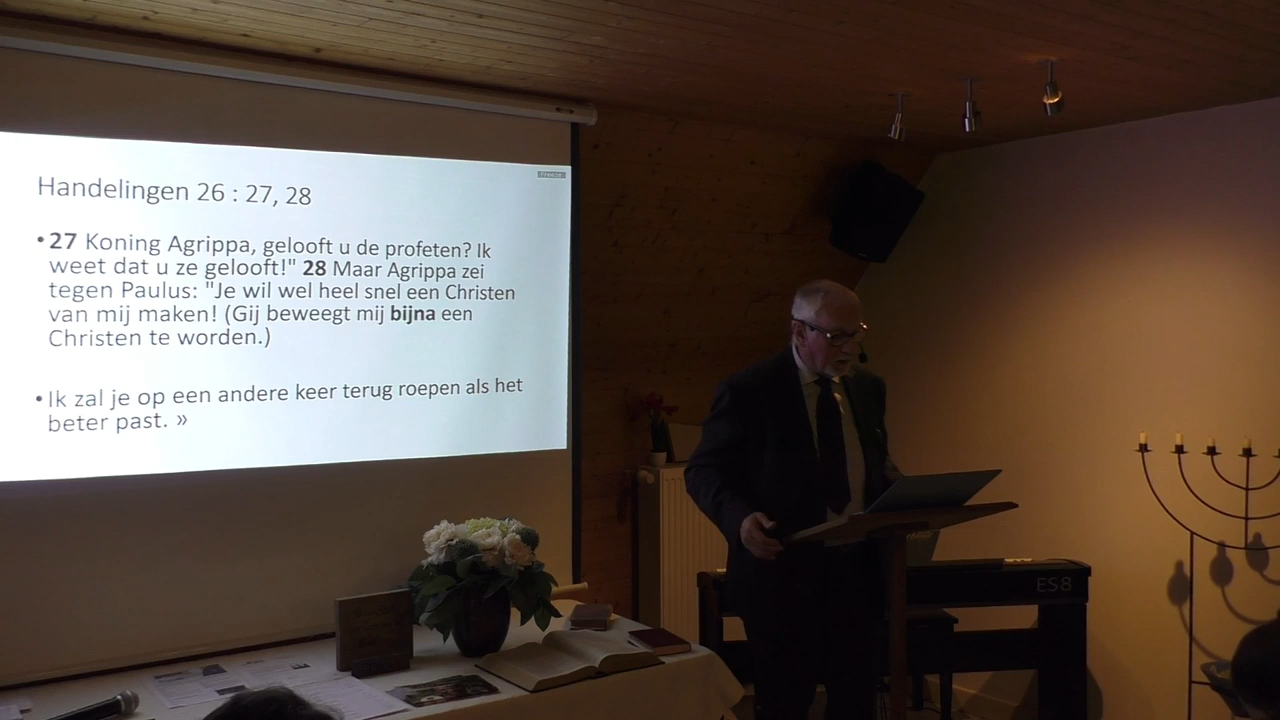 Freeze
Handelingen 26 : 27, 28
•27 Koning Agrippa, gelooft u de profeten? Ik
weet dat u ze gelooft!" 28 Maar Agrippa zei
tegen Paulus: "Je wil wel heel snel een Christen
van mij maken! (Gij beweegt mij bijna een
Christen te worden.)
•Ik zal je op een andere keer terug roepen als het
beter past. »
ES8